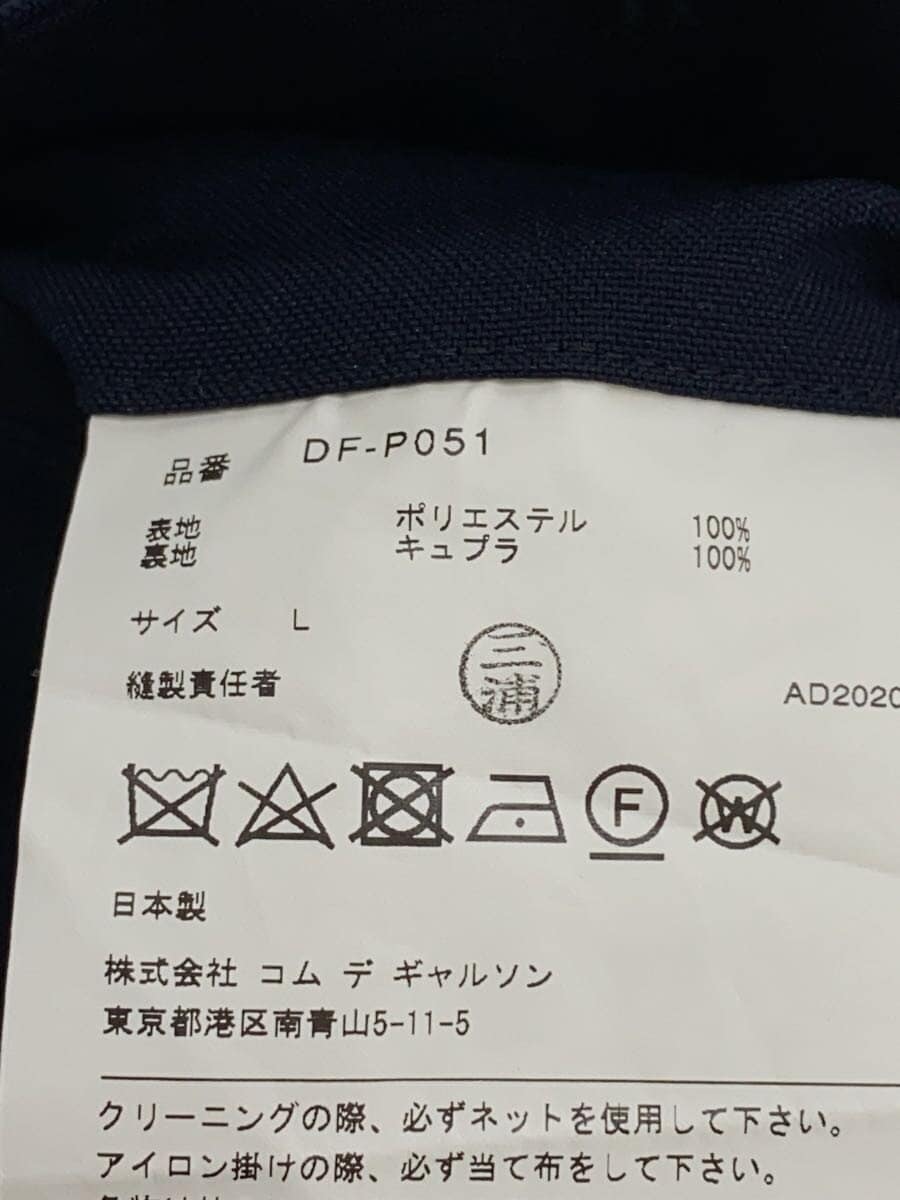 品番 DF-P051
表地 ポリエステル 100%
裏地 キュプラ 100%
サイズ L
縫製責任者 三浦 AD2020
F W
日本製
株式会社 コム デ ギャルソン
東京都港区南青山5-11-5
クリーニングの際、必ずネットを使用して下さい。
アイロン掛けの際、必ず当て布をして下さい。